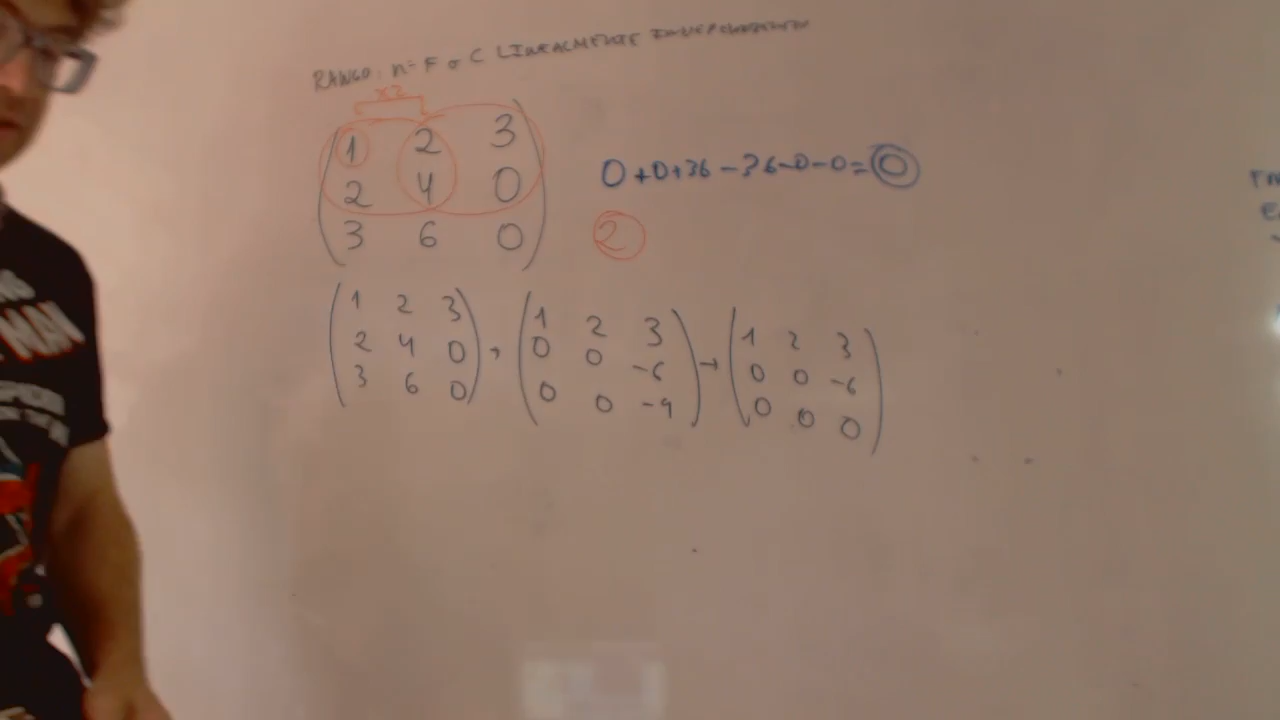 RANGO: nº F o C LINEALMENTE INDEPENDIENTES
x2
1 2 3
2 4 0
3 6 0
0+0+36-36-0-0=0
2
1 2 3
2 4 0
3 6 0
→
1 2 3
0 0 -6
0 0 -9
→
1 2 3
0 0 -6
0 0 0
MAN